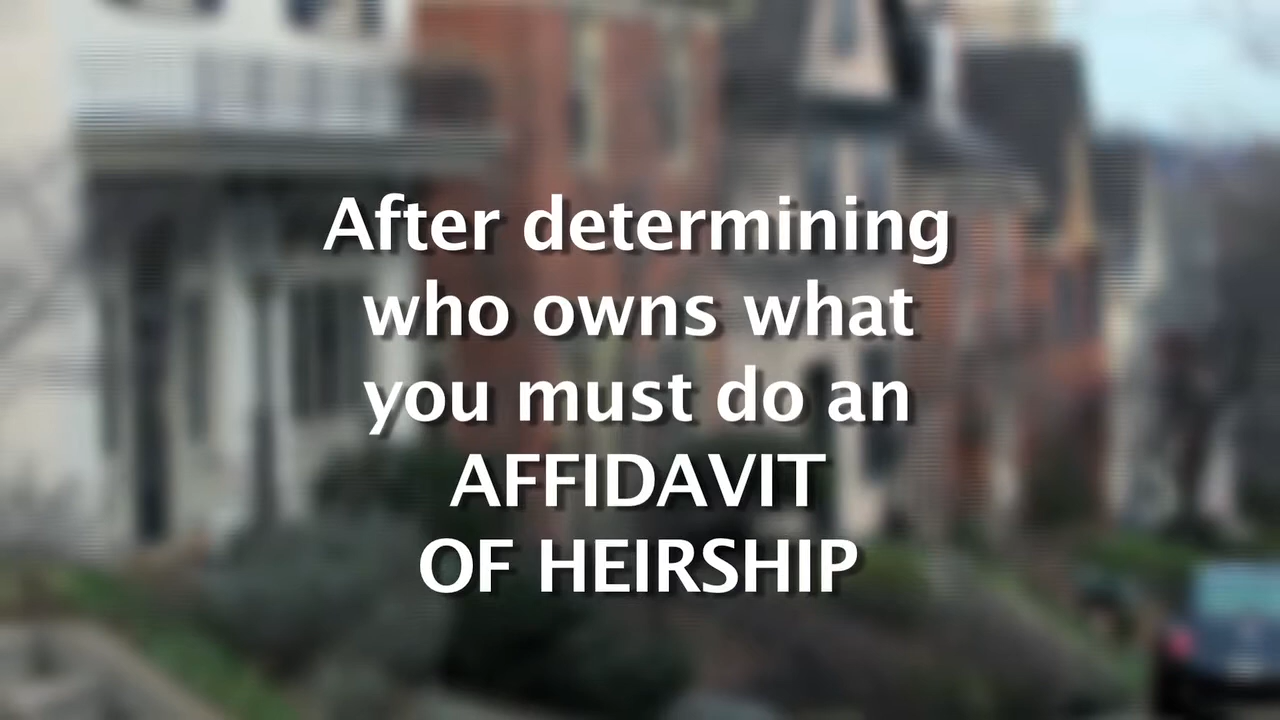 After determining
who owns what
you must do an
AFFIDAVIT
OF HEIRSHIP